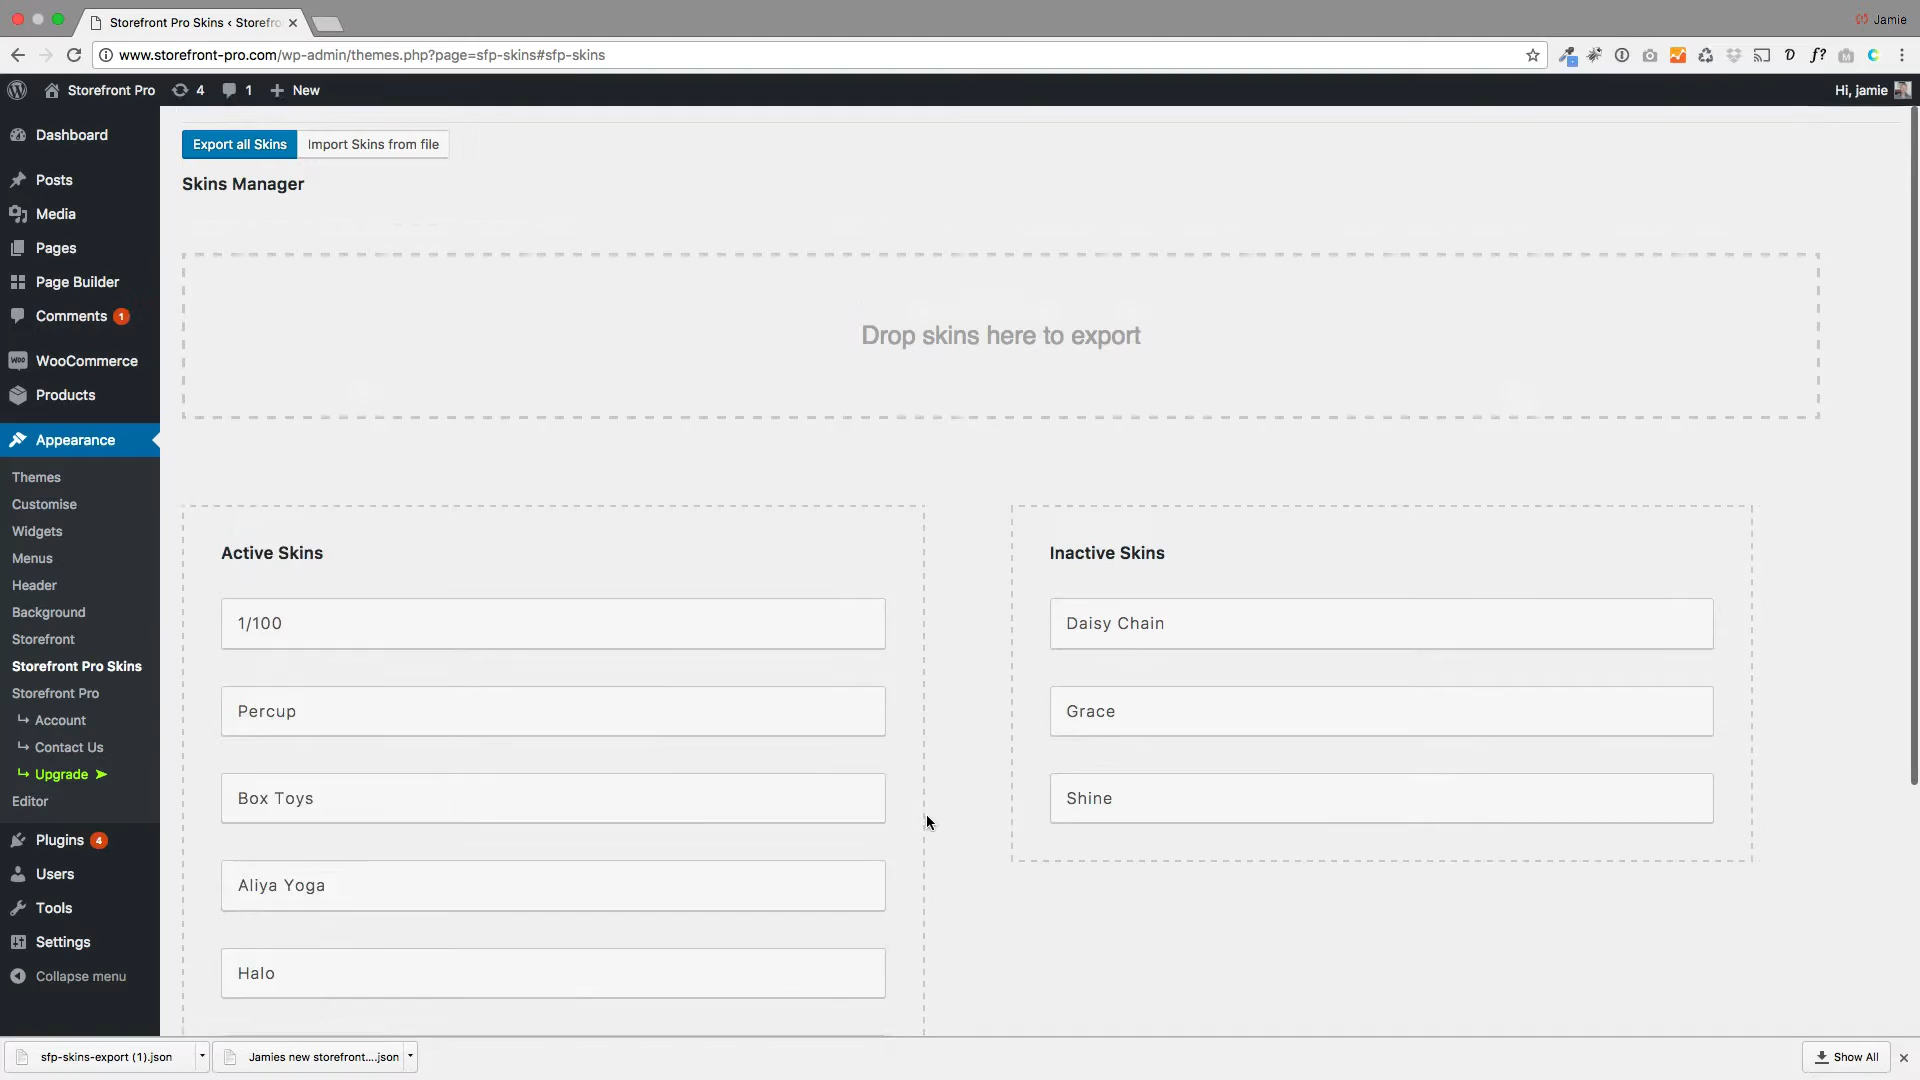 Storefront Pro Skins ‹ Storefro
Jamie
www.storefront-pro.com/wp-admin/themes.php?page=sfp-skins#sfp-skins
Storefront Pro
4
1
New
Hi, jamie
Dashboard
Posts
Media
Pages
Page Builder
Comments 1
WooCommerce
Products
Appearance
Themes
Customise
Widgets
Menus
Header
Background
Storefront
Storefront Pro Skins
Storefront Pro
Account
Contact Us
Upgrade ➤
Editor
Plugins 4
Users
Tools
Settings
Collapse menu
Export all Skins
Import Skins from file
Skins Manager
Drop skins here to export
Active Skins
1/100
Percup
Box Toys
Aliya Yoga
Halo
Inactive Skins
Daisy Chain
Grace
Shine
sfp-skins-export (1).json
Jamies new storefront....json
Show All